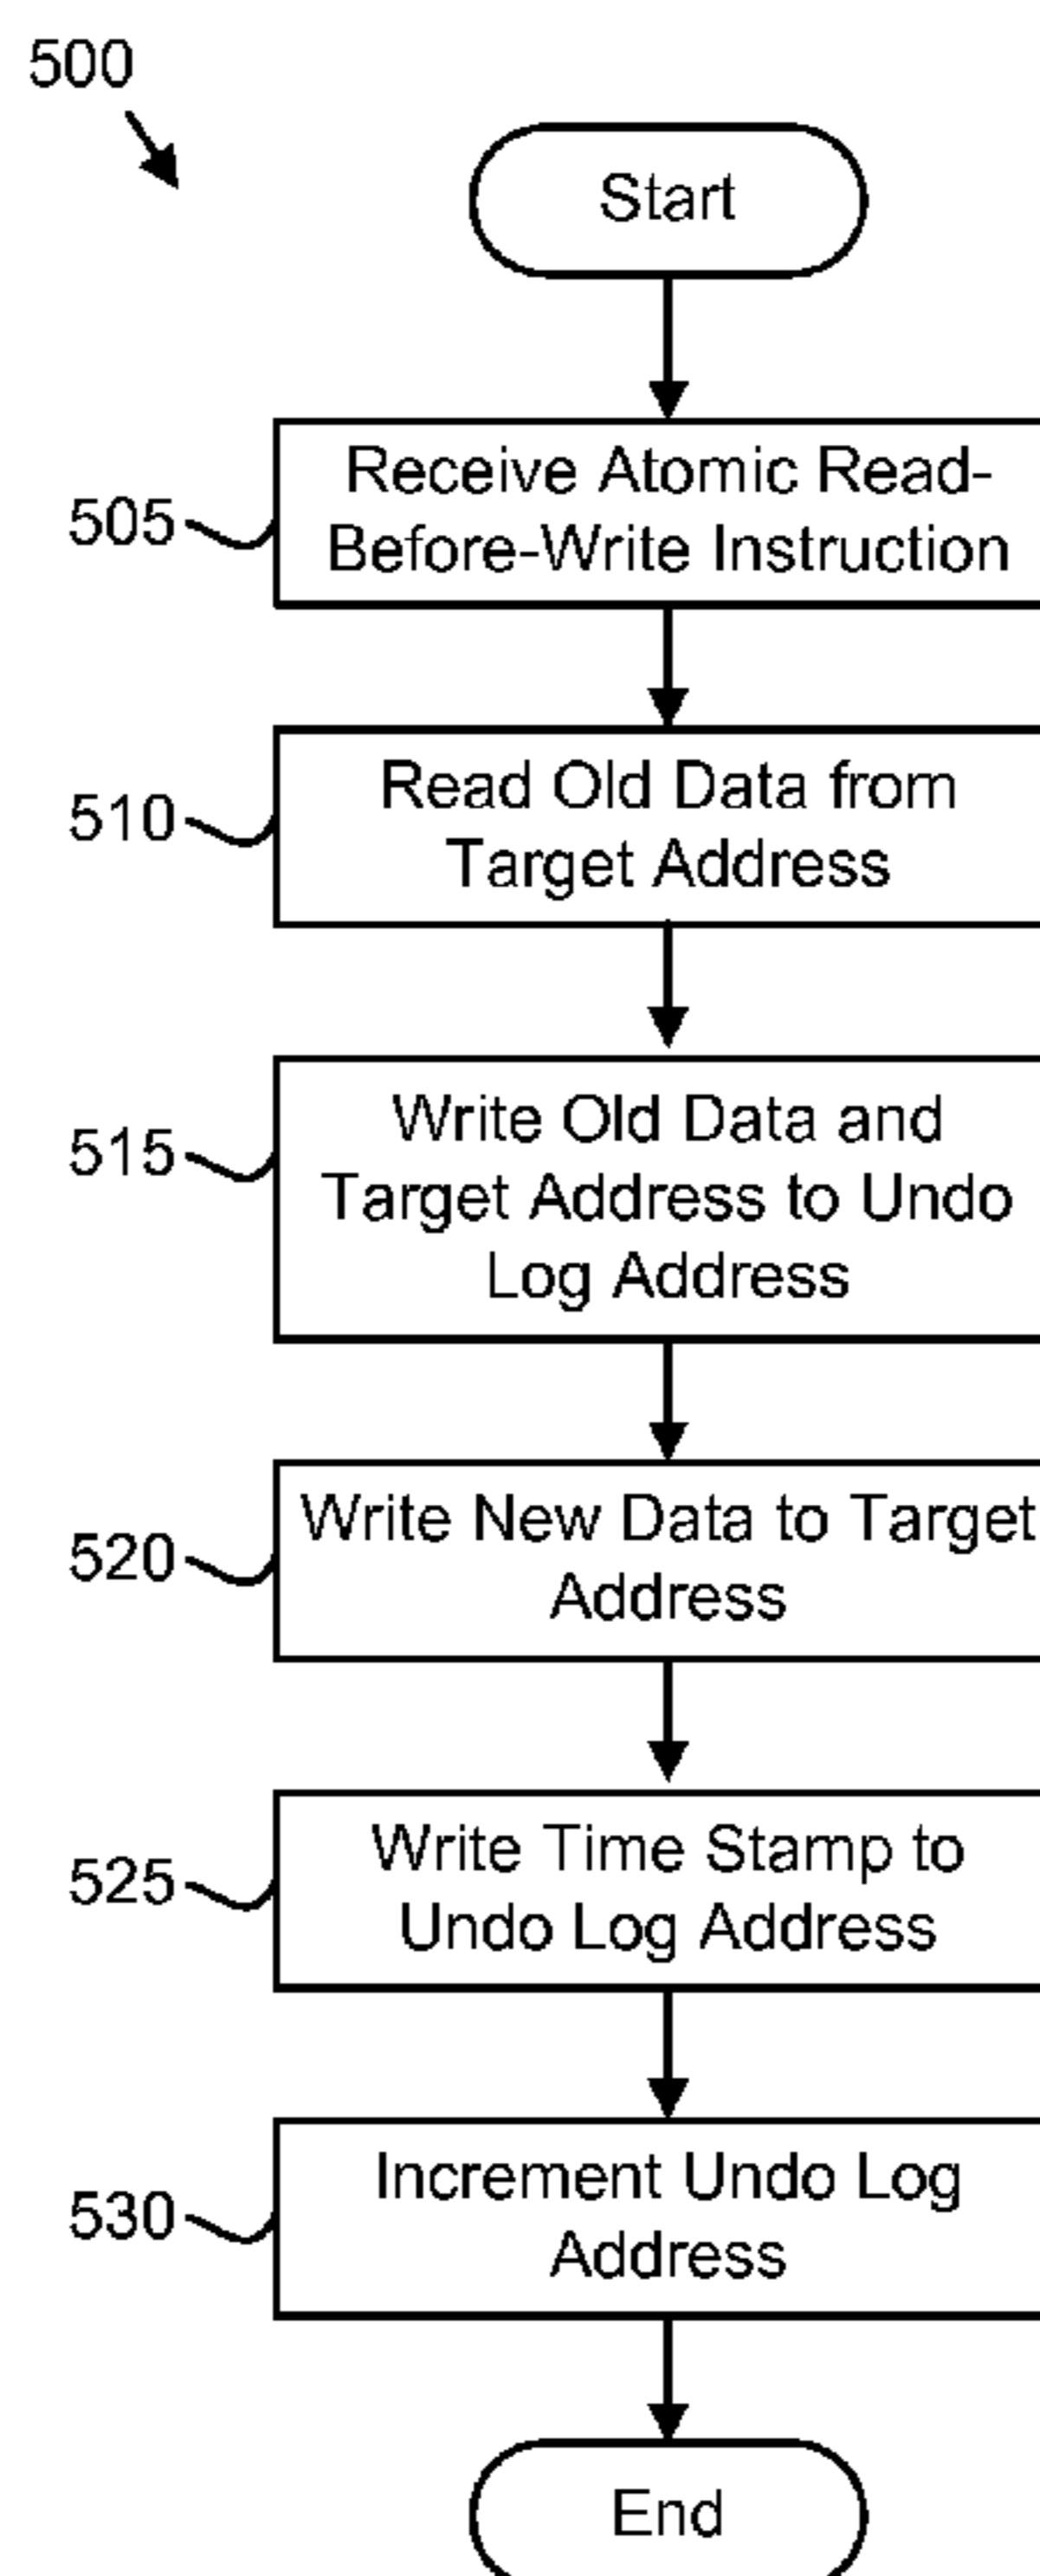 500
Start
505
Receive Atomic Read-
Before-Write Instruction
510
Read Old Data from
Target Address
515
Write Old Data and
Target Address to Undo
Log Address
520
Write New Data to Target
Address
525
Write Time Stamp to
Undo Log Address
530
Increment Undo Log
Address
End